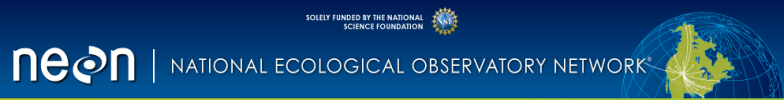 SOLELY FUNDED BY THE NATIONAL
SCIENCE FOUNDATION
neon | NATIONAL ECOLOGICAL OBSERVATORY NETWORK®